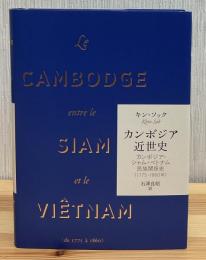 Le
CAMBODGE
entre le
SIAM
et le
VIÊTNAM
(de 1775 à 1860)
キン・ソック
Khin Sok
カンボジア
近世史
カンボジア・
シャム・ベトナム
民族関係史
(1775-1860年)
石澤良昭
訳